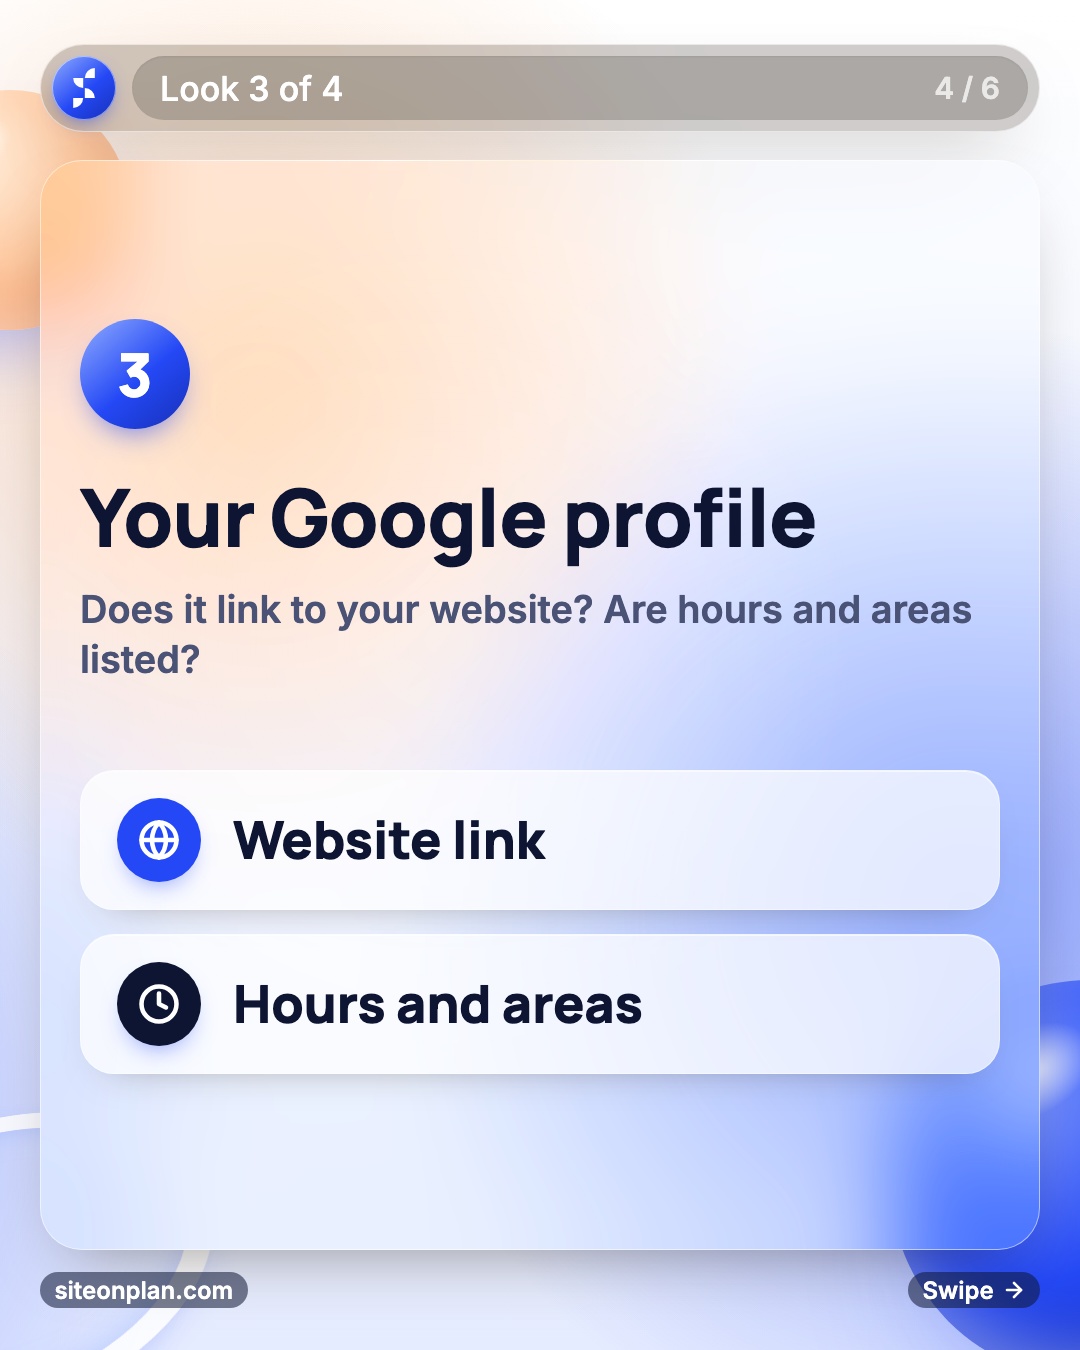 Look 3 of 4
4 / 6
3
Your Google profile
Does it link to your website? Are hours and areas
listed?
Website link
Hours and areas
siteonplan.com
Swipe →